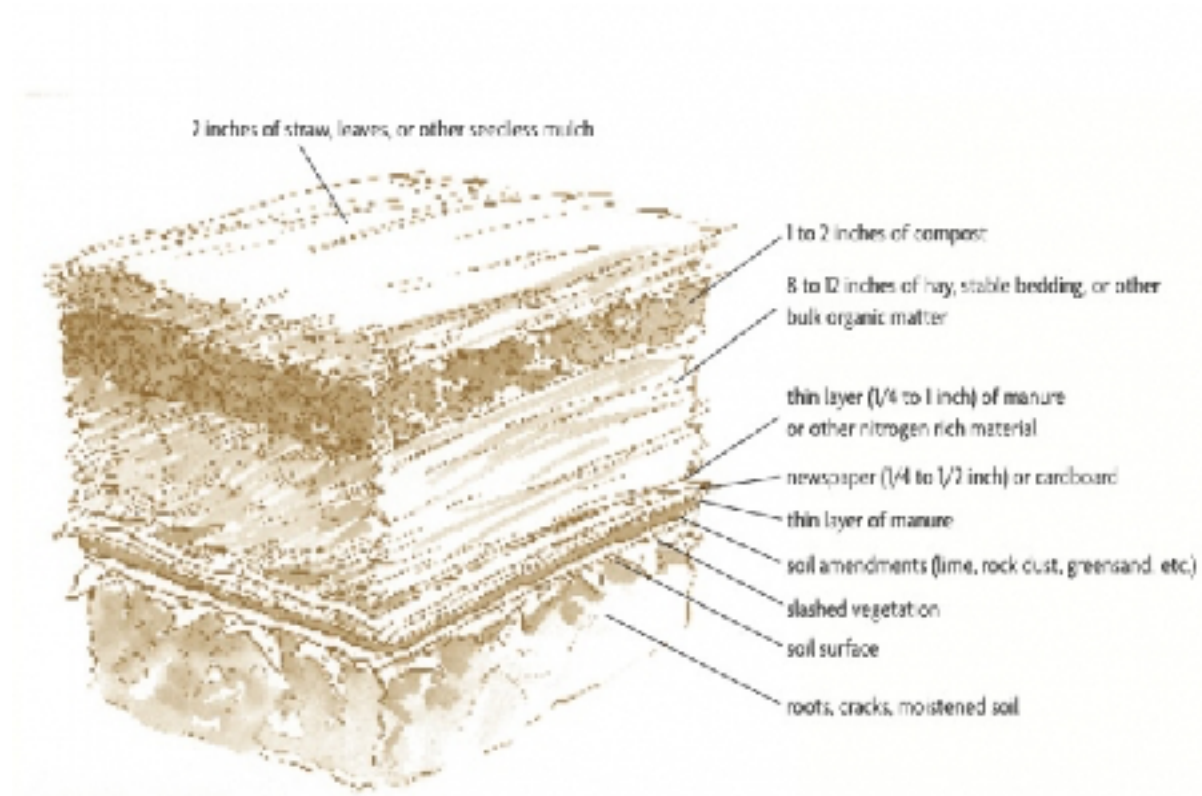 2 inches of straw, leaves, or other seedless mulch
1 to 2 inches of compost
8 to 12 inches of hay, stable bedding, or other
bulk organic matter
thin layer (1/4 to 1 inch) of manure
or other nitrogen rich material
newspaper (1/4 to 1/2 inch) or cardboard
thin layer of manure
soil amendments (lime, rock dust, greensand, etc.)
slashed vegetation
soil surface
roots, cracks, moistened soil